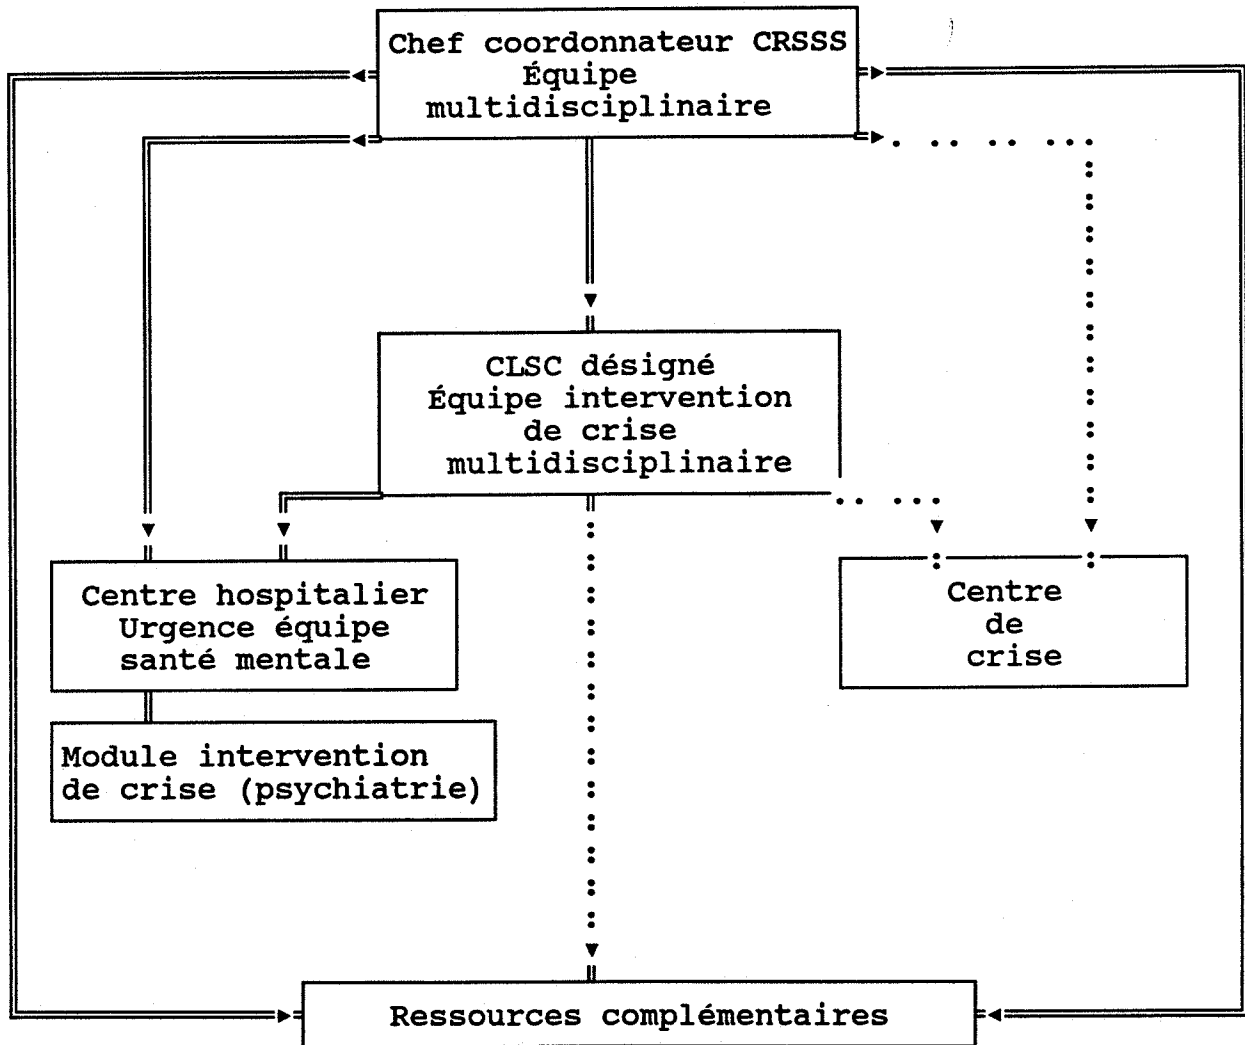 Chef coordonnateur CRSSS
Équipe
multidisciplinaire
CLSC désigné
Équipe intervention
de crise
multidisciplinaire
Centre hospitalier
Urgence équipe
santé mentale
Centre
de
crise
Module intervention
de crise (psychiatrie)
Ressources complémentaires